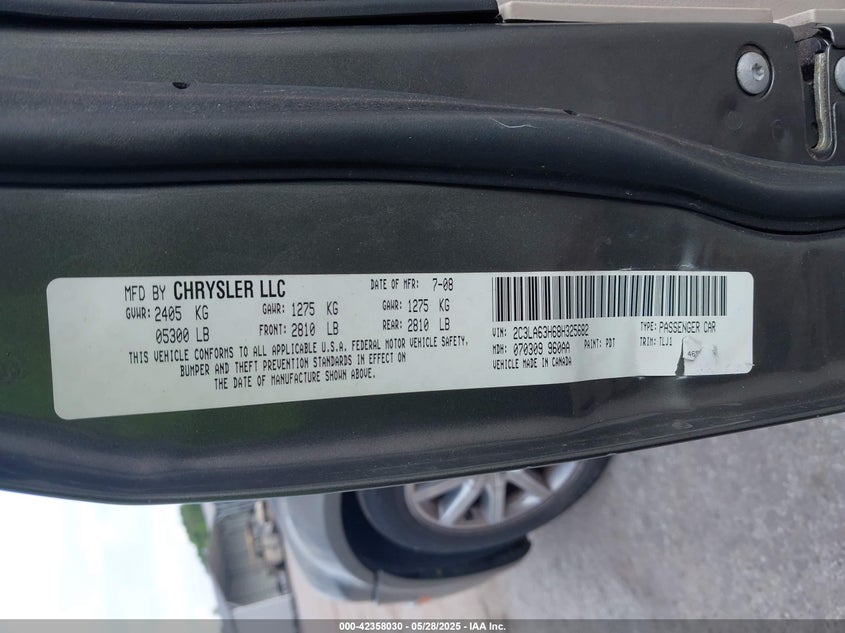 MFD BY CHRYSLER LLC DATE OF MFR: 7-08
GVWR: 2405 KG GAWR: 1275 KG GAWR: 1275 KG
05300 LB FRONT: 2810 LB REAR: 2810 LB
THIS VEHICLE CONFORMS TO ALL APPLICABLE U.S.A. FEDERAL MOTOR VEHICLE SAFETY,
BUMPER AND THEFT PREVENTION STANDARDS IN EFFECT ON
THE DATE OF MANUFACTURE SHOWN ABOVE.
VIN: 2C3LA63H68H325682 TYPE: PASSENGER CAR
MDH: 070309 960AA PAINT: PDT TRIM: TLJ1
VEHICLE MADE IN CANADA
000-42358030 — 05/28/2025 — IAA Inc.